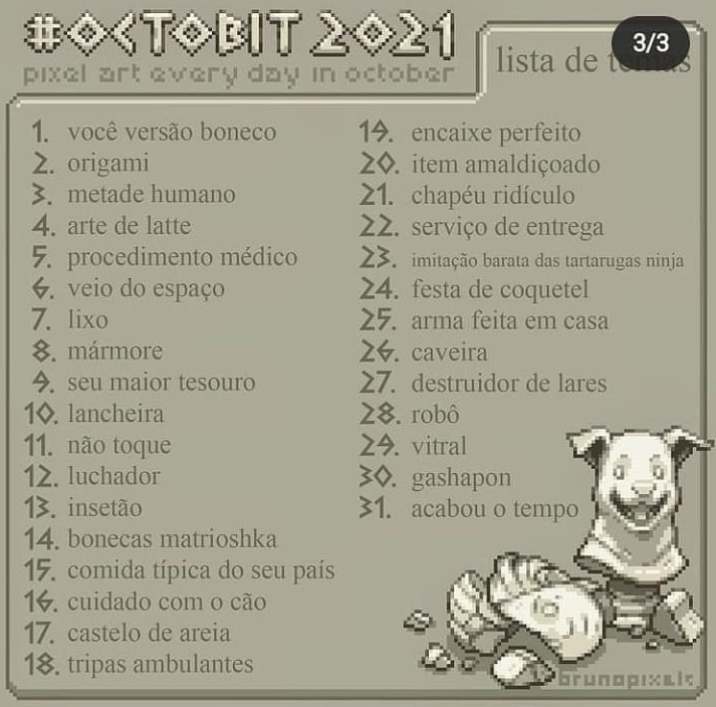 #OCTOBIT 2021
pixel art every day in october
3/3
lista de temas
1. você versão boneco
2. origami
3. metade humano
4. arte de latte
5. procedimento médico
6. veio do espaço
7. lixo
8. mármore
9. seu maior tesouro
10. lancheira
11. não toque
12. luchador
13. insetão
14. bonecas matrioshka
15. comida típica do seu país
16. cuidado com o cão
17. castelo de areia
18. tripas ambulantes
19. encaixe perfeito
20. item amaldiçoado
21. chapéu ridículo
22. serviço de entrega
23. imitação barata das tartarugas ninja
24. festa de coquetel
25. arma feita em casa
26. caveira
27. destruidor de lares
28. robô
29. vitral
30. gashapon
31. acabou o tempo
brunopixels